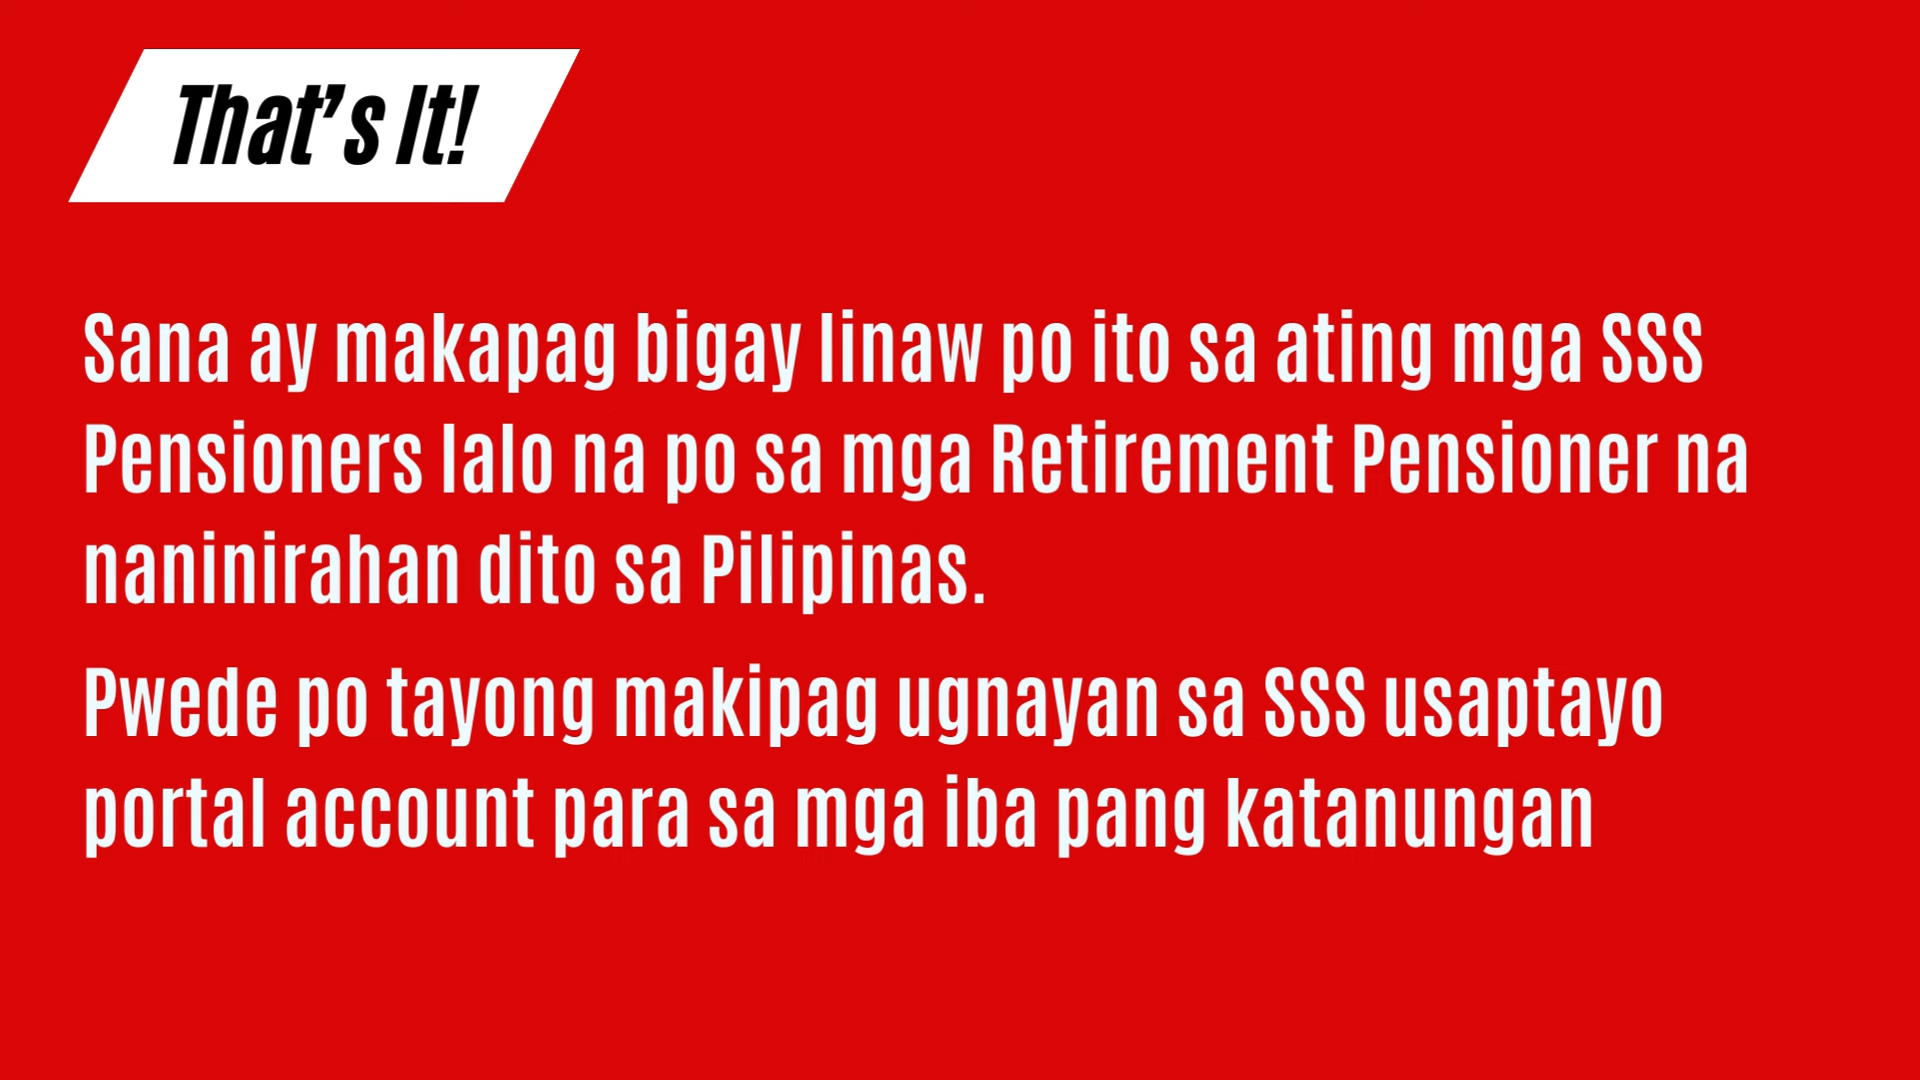 That's It!
Sana ay makapag bigay linaw po ito sa ating mga SSS
Pensioners lalo na po sa mga Retirement Pensioner na
naninirahan dito sa Pilipinas.
Pwede po tayong makipag ugnayan sa SSS usaptayo
portal account para sa mga iba pang katanungan